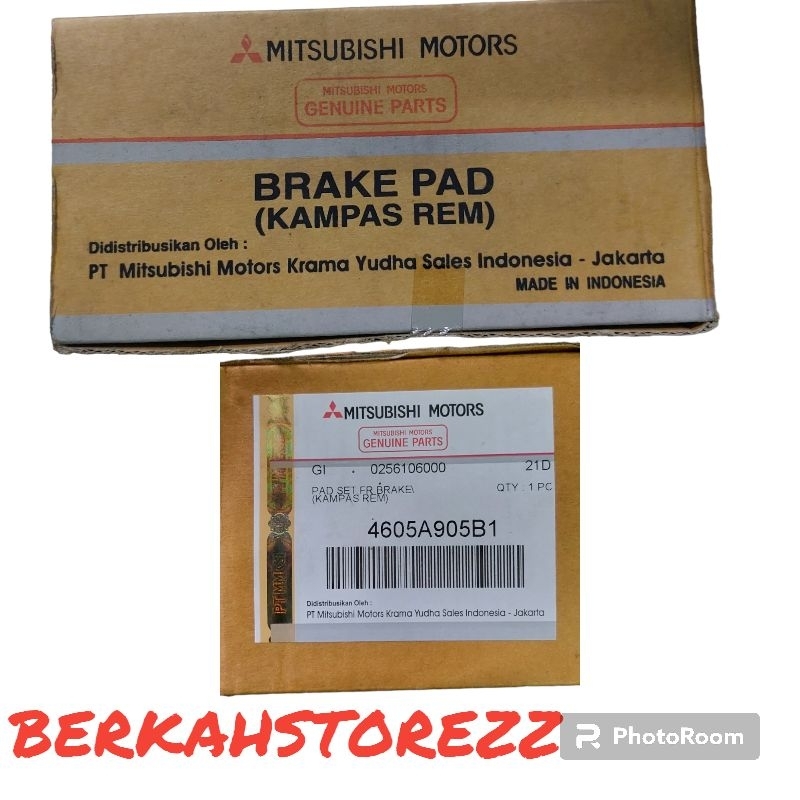 MITSUBISHI MOTORS
MITSUBISHI MOTORS
GENUINE PARTS
BRAKE PAD
(KAMPAS REM)
Didistribusikan Oleh :
PT Mitsubishi Motors Krama Yudha Sales Indonesia - Jakarta
MADE IN INDONESIA
MITSUBISHI MOTORS
MITSUBISHI MOTORS
GENUINE PARTS
GI . 0256106000 21D
PAD SET,FR BRAKE\ QTY : 1 PC
(KAMPAS REM)
4605A905B1
Didistribusikan Oleh :
PT Mitsubishi Motors Krama Yudha Sales Indonesia - Jakarta
BERKAHSTOREZZ
PhotoRoom